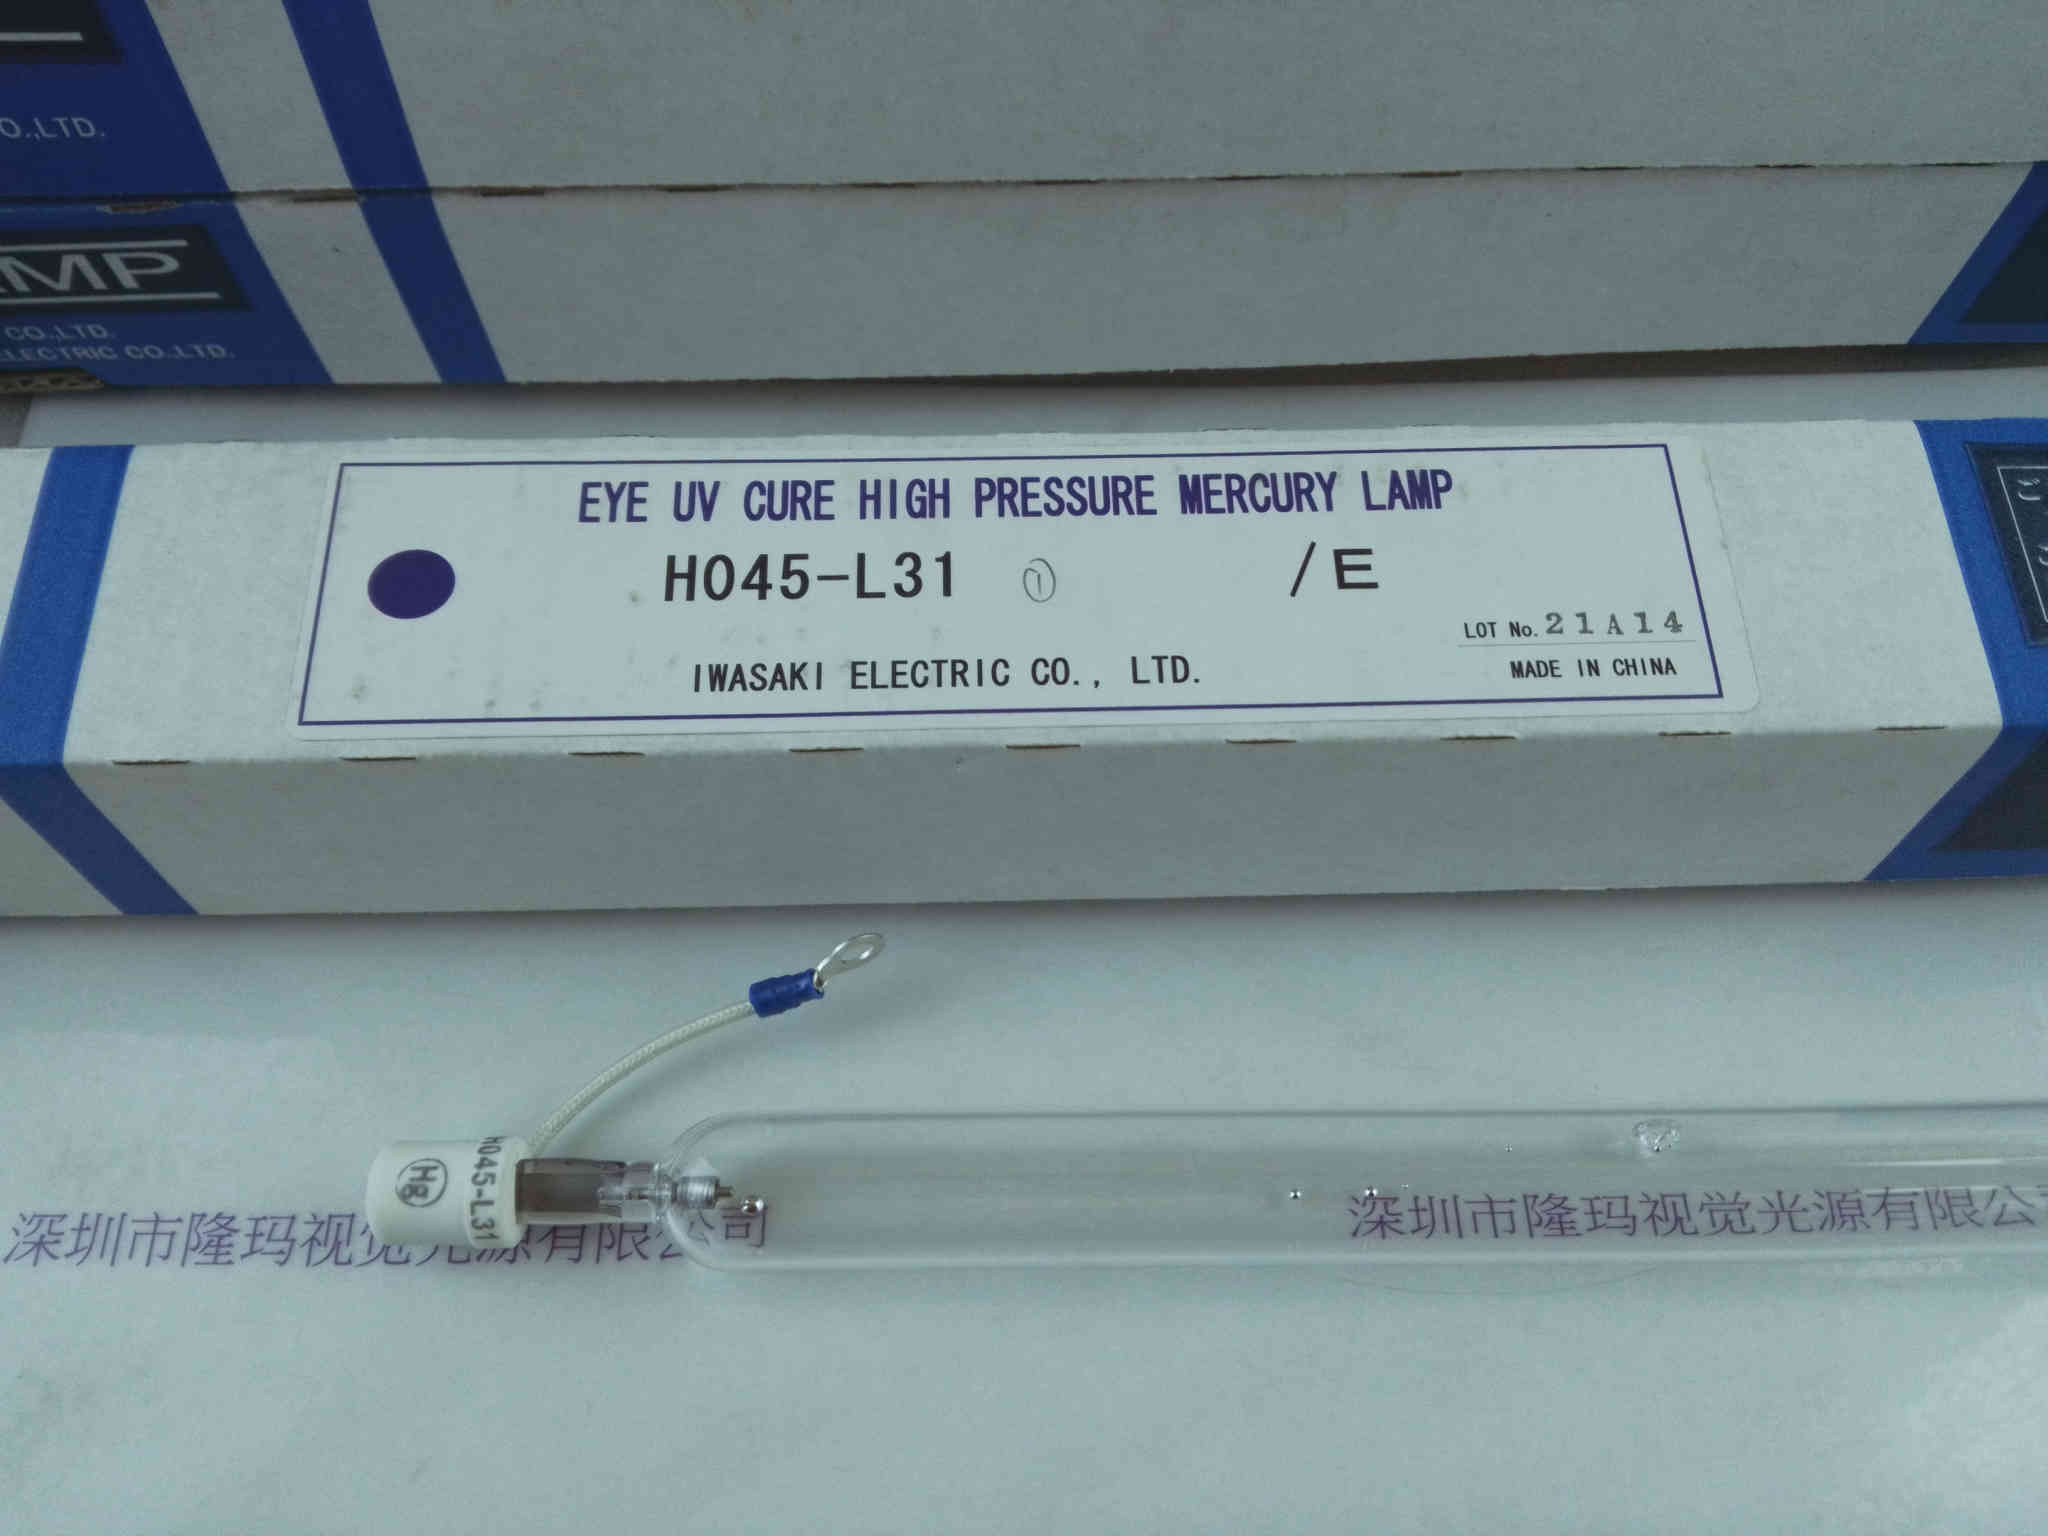 O.,LTD.
CO.,LTD.
ELECTRIC CO.,LTD.
EYE UV CURE HIGH PRESSURE MERCURY LAMP
H045-L31 ① /E
LOT No. 21A14
IWASAKI ELECTRIC CO., LTD.
MADE IN CHINA
H045-L31
Hg
深圳市隆玛视觉光源有限公司
深圳市隆玛视觉光源有限公